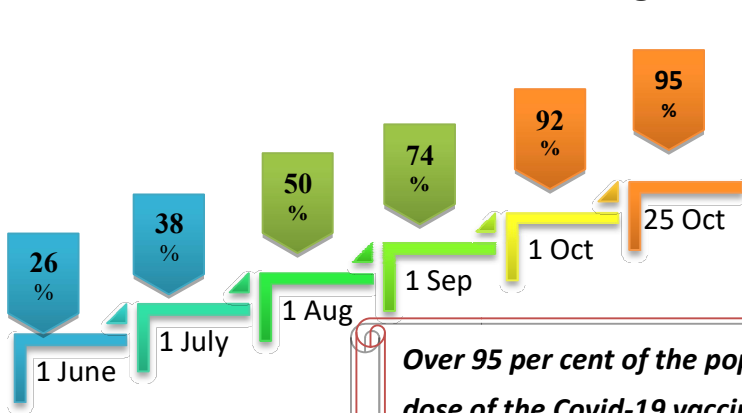 26
%
38
%
50
%
74
%
92
%
95
%
1 June
1 July
1 Aug
1 Sep
1 Oct
25 Oct
Over 95 per cent of the pop
dose of the Covid-19 vaccin